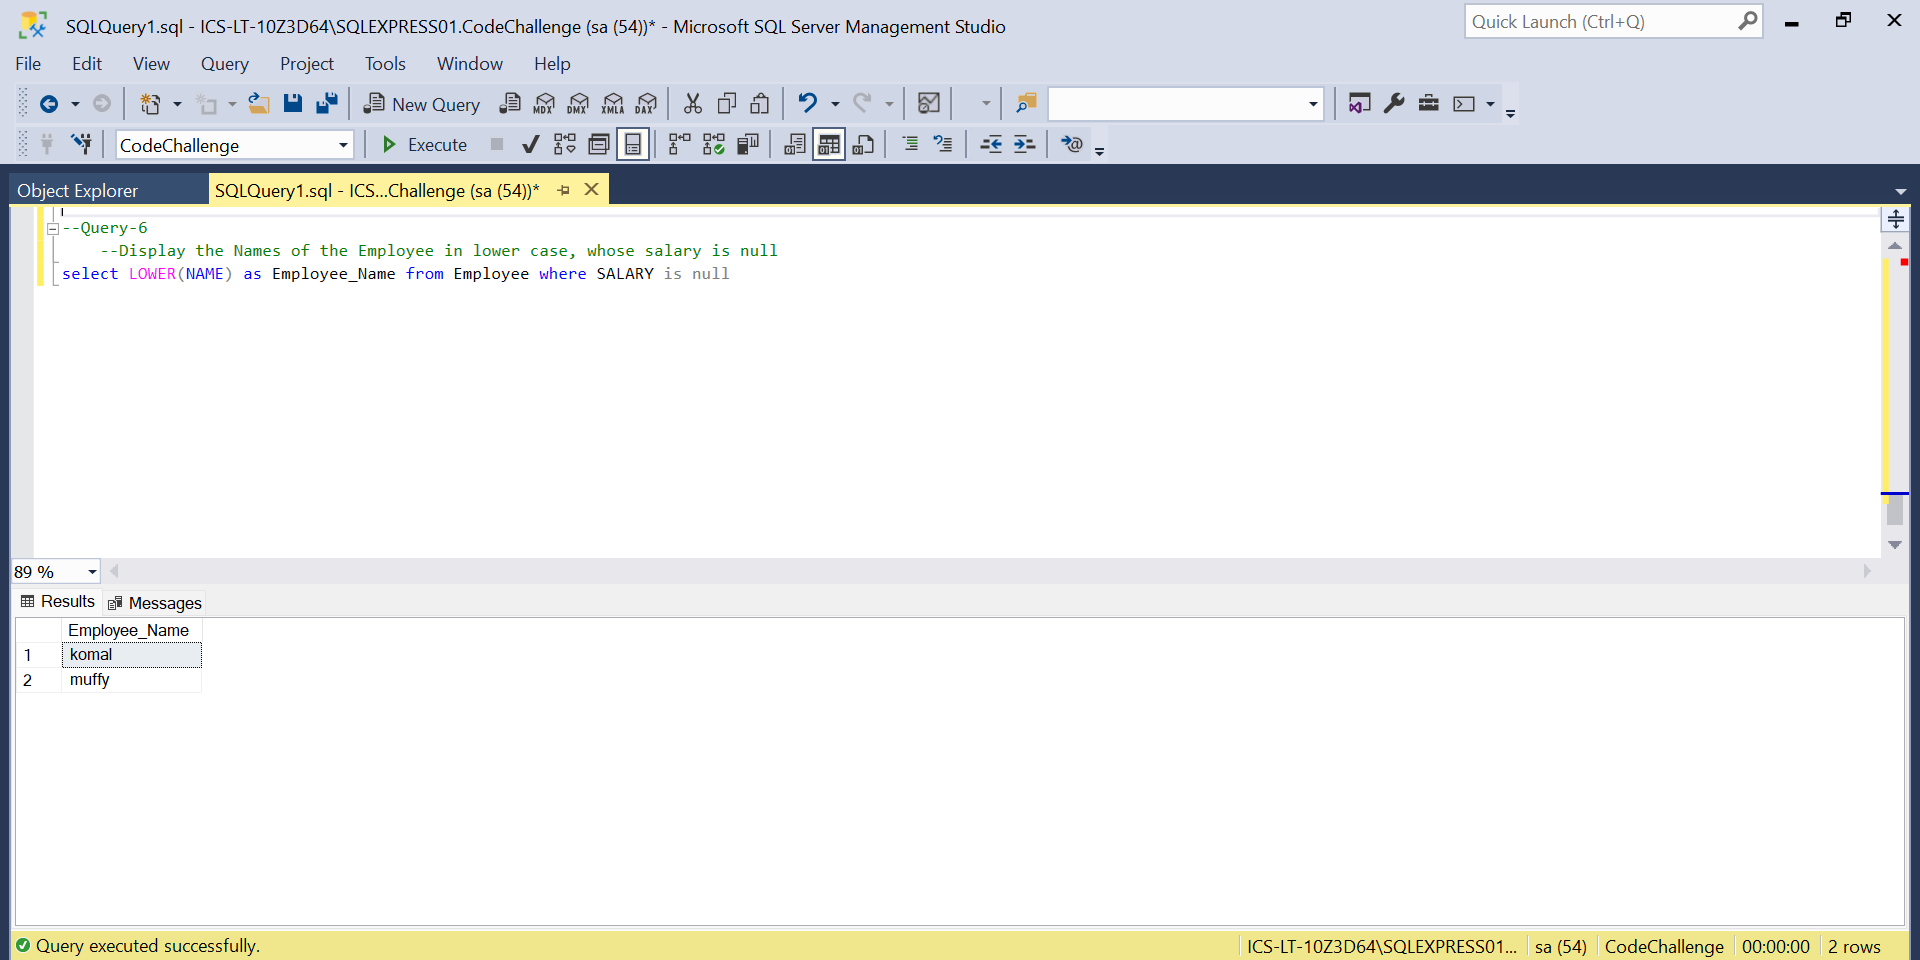 SQLQuery1.sql - ICS-LT-10Z3D64\SQLEXPRESS01.CodeChallenge (sa (54))* - Microsoft SQL Server Management Studio
Quick Launch (Ctrl+Q)
File Edit View Query Project Tools Window Help
New Query MDX DMX XMLA DAX
CodeChallenge Execute
Object Explorer SQLQuery1.sql - ICS...Challenge (sa (54))*
--Query-6
--Display the Names of the Employee in lower case, whose salary is null
select LOWER(NAME) as Employee_Name from Employee where SALARY is null
89 %
Results Messages
Employee_Name
1 komal
2 muffy
Query executed successfully. ICS-LT-10Z3D64\SQLEXPRESS01... sa (54) CodeChallenge 00:00:00 2 rows